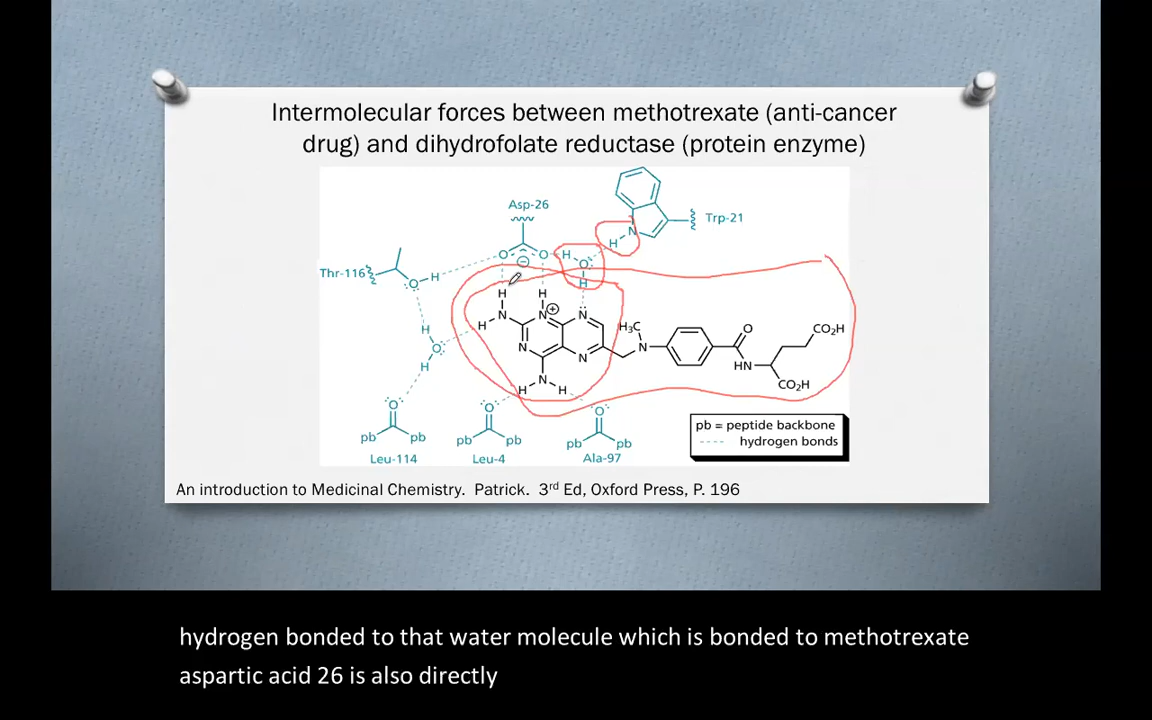 Intermolecular forces between methotrexate (anti-cancer
drug) and dihydrofolate reductase (protein enzyme)
Asp-26
Trp-21
N
H
O
O
H
O
H
Thr-116
O
H
H
H
H
N
N
N
H
H
O
H
N
N
H₃C
N
O
HN
CO₂H
CO₂H
N
H
H
O
pb
pb
Leu-114
O
pb
pb
Leu-4
O
pb
pb
Ala-97
pb = peptide backbone
---- hydrogen bonds
An introduction to Medicinal Chemistry. Patrick. 3rd Ed, Oxford Press, P. 196
hydrogen bonded to that water molecule which is bonded to methotrexate
aspartic acid 26 is also directly